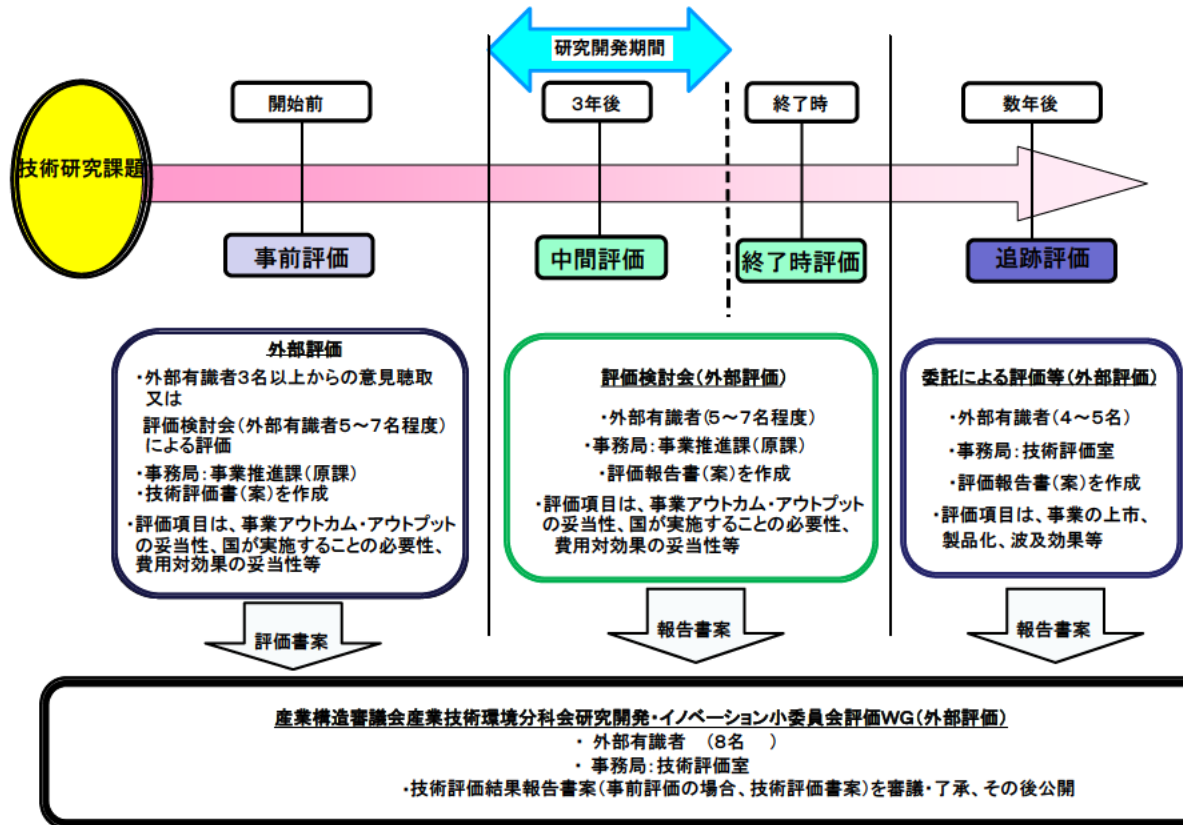 研究開発期間
開始前
3年後
終了時
数年後
技術研究課題
事前評価
中間評価
終了時評価
追跡評価
外部評価
・外部有識者3名以上からの意見聴取
又は
評価検討会(外部有識者5～7名程度)
による評価
・事務局:事業推進課(原課)
・技術評価書(案)を作成
・評価項目は、事業アウトカム・アウトプット
の妥当性、国が実施することの必要性、
費用対効果の妥当性等
評価検討会(外部評価)
・外部有識者(5～7名程度)
・事務局:事業推進課(原課)
・評価報告書(案)を作成
・評価項目は、事業アウトカム・アウトプット
の妥当性、国が実施することの必要性、
費用対効果の妥当性等
委託による評価等(外部評価)
・外部有識者(4～5名)
・事務局:技術評価室
・評価報告書(案)を作成
・評価項目は、事業の上市、
製品化、波及効果等
評価書案
報告書案
報告書案
産業構造審議会産業技術環境分科会研究開発・イノベーション小委員会評価WG(外部評価)
・ 外部有識者 (8名 )
・ 事務局:技術評価室
・技術評価結果報告書案(事前評価の場合、技術評価書案)を審議・了承、その後公開